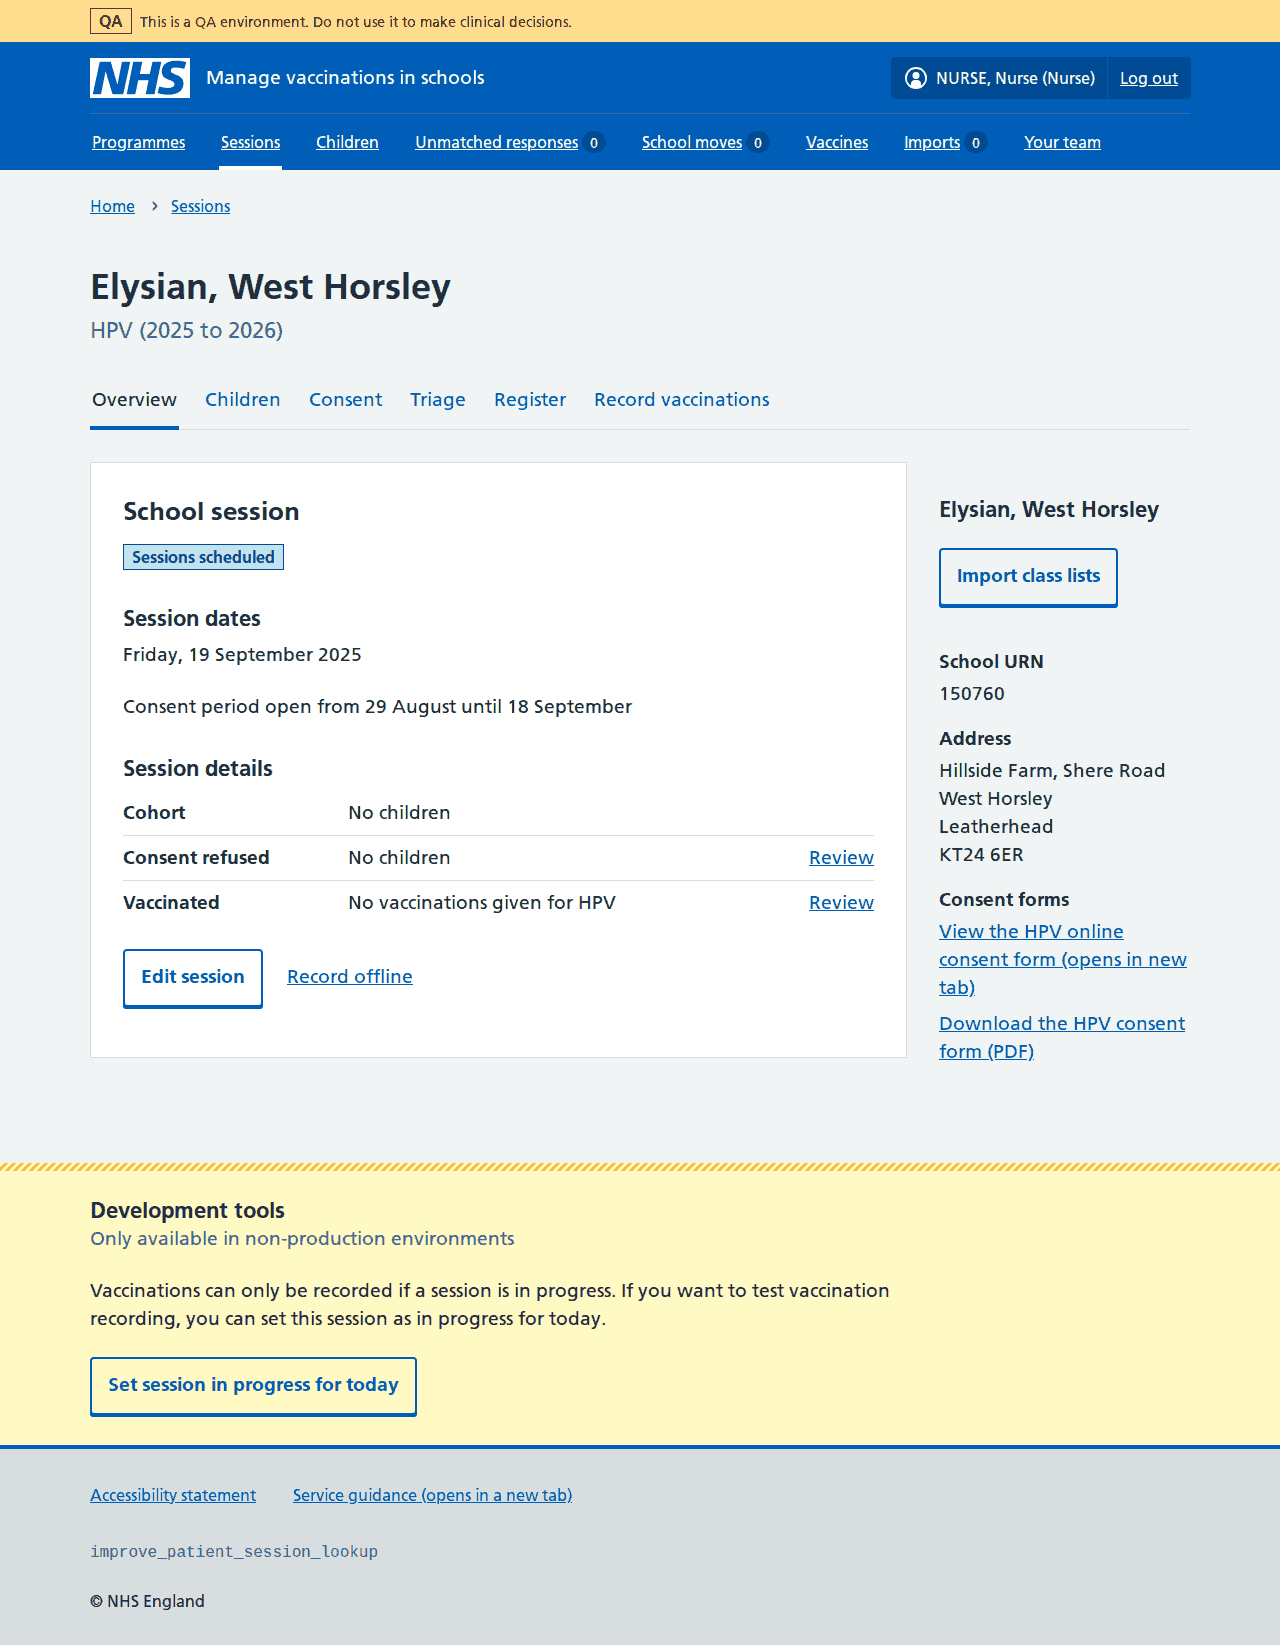 QA This is a QA environment. Do not use it to make clinical decisions.
NHS Manage vaccinations in schools NURSE, Nurse (Nurse) Log out
Programmes Sessions Children Unmatched responses 0 School moves 0 Vaccines Imports 0 Your team
Home › Sessions
Elysian, West Horsley
HPV (2025 to 2026)
Overview Children Consent Triage Register Record vaccinations
School session
Sessions scheduled
Session dates
Friday, 19 September 2025
Consent period open from 29 August until 18 September
Session details
Cohort No children
Consent refused No children Review
Vaccinated No vaccinations given for HPV Review
Edit session Record offline
Elysian, West Horsley
Import class lists
School URN
150760
Address
Hillside Farm, Shere Road
West Horsley
Leatherhead
KT24 6ER
Consent forms
View the HPV online
consent form (opens in new
tab)
Download the HPV consent
form (PDF)
Development tools
Only available in non-production environments
Vaccinations can only be recorded if a session is in progress. If you want to test vaccination
recording, you can set this session as in progress for today.
Set session in progress for today
Accessibility statement Service guidance (opens in a new tab)
improve_patient_session_lookup
© NHS England